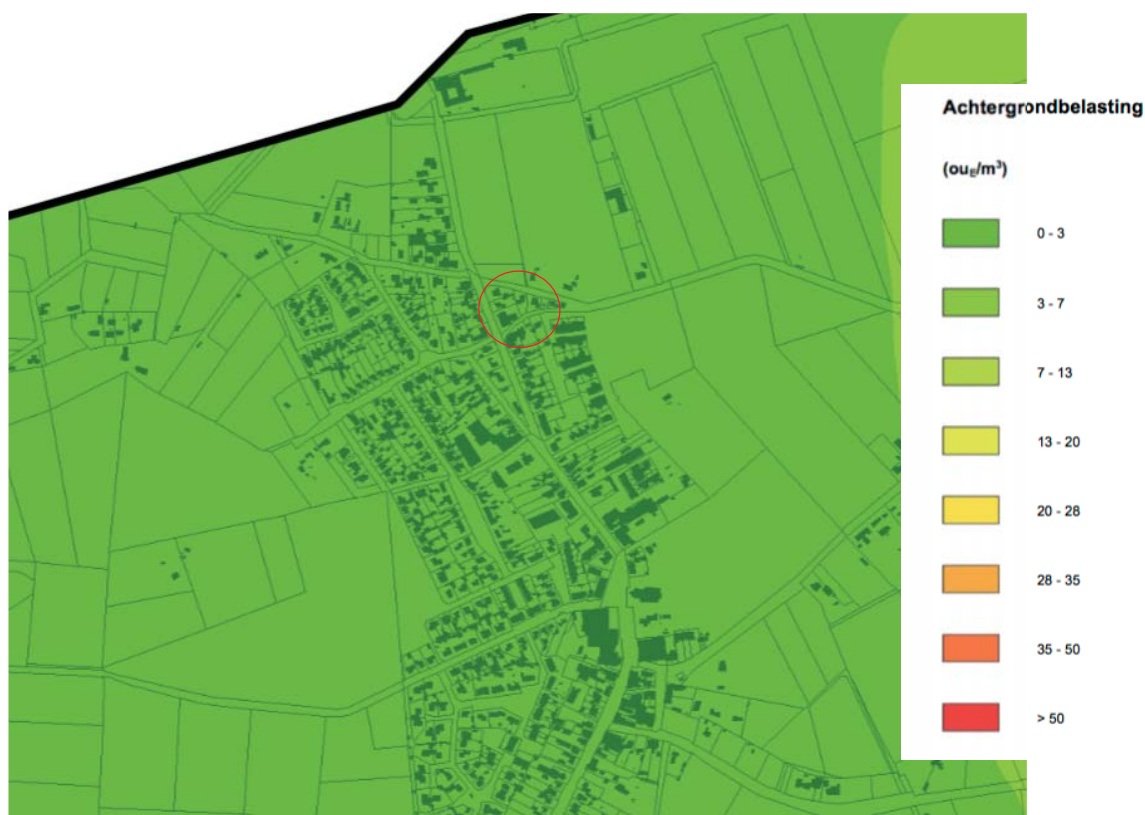 Achtergrondbelasting
(ouE/m³)
0 - 3
3 - 7
7 - 13
13 - 20
20 - 28
28 - 35
35 - 50
> 50